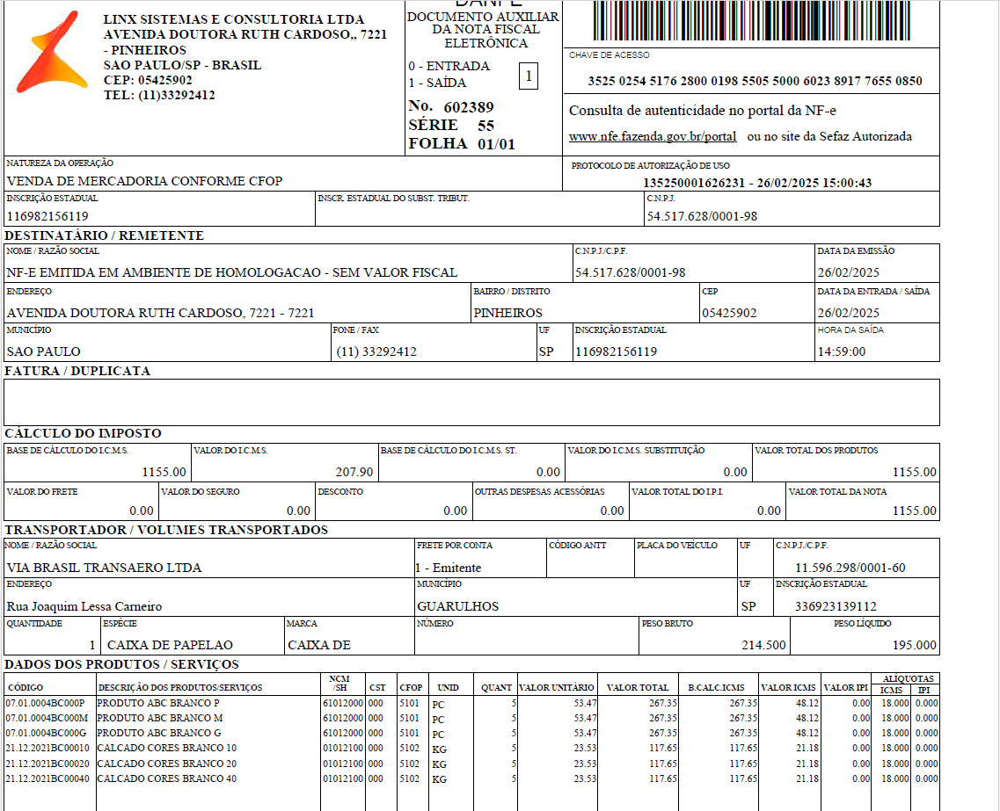 LINX SISTEMAS E CONSULTORIA LTDA
AVENIDA DOUTORA RUTH CARDOSO,, 7221
- PINHEIROS
SAO PAULO/SP - BRASIL
CEP: 05425902
TEL: (11)33292412
DANFE
DOCUMENTO AUXILIAR
DA NOTA FISCAL
ELETRÔNICA
0 - ENTRADA
1 - SAÍDA
1
No. 602389
SÉRIE 55
FOLHA 01/01
CHAVE DE ACESSO
3525 0254 5176 2800 0198 5505 5000 6023 8917 7655 0850
Consulta de autenticidade no portal da NF-e
www.nfe.fazenda.gov.br/portal ou no site da Sefaz Autorizada
NATUREZA DA OPERAÇÃO
VENDA DE MERCADORIA CONFORME CFOP
PROTOCOLO DE AUTORIZAÇÃO DE USO
135250001626231 - 26/02/2025 15:00:43
INSCRIÇÃO ESTADUAL INSCR. ESTADUAL DO SUBST. TRIBUT. C.N.P.J.
116982156119 54.517.628/0001-98
DESTINATÁRIO / REMETENTE
NOME / RAZÃO SOCIAL C.N.P.J./C.P.F. DATA DA EMISSÃO
NF-E EMITIDA EM AMBIENTE DE HOMOLOGACAO - SEM VALOR FISCAL 54.517.628/0001-98 26/02/2025
ENDEREÇO BAIRRO / DISTRITO CEP DATA DA ENTRADA / SAÍDA
AVENIDA DOUTORA RUTH CARDOSO, 7221 - 7221 PINHEIROS 05425902 26/02/2025
MUNICÍPIO FONE / FAX UF INSCRIÇÃO ESTADUAL HORA DA SAÍDA
SAO PAULO (11) 33292412 SP 116982156119 14:59:00
FATURA / DUPLICATA
CÁLCULO DO IMPOSTO
BASE DE CÁLCULO DO I.C.M.S. VALOR DO I.C.M.S. BASE DE CÁLCULO DO I.C.M.S. ST. VALOR DO I.C.M.S. SUBSTITUIÇÃO VALOR TOTAL DOS PRODUTOS
1155.00 207.90 0.00 0.00 1155.00
VALOR DO FRETE VALOR DO SEGURO DESCONTO OUTRAS DESPESAS ACESSÓRIAS VALOR TOTAL DO I.P.I. VALOR TOTAL DA NOTA
0.00 0.00 0.00 0.00 0.00 1155.00
TRANSPORTADOR / VOLUMES TRANSPORTADOS
NOME / RAZÃO SOCIAL FRETE POR CONTA CÓDIGO ANTT PLACA DO VEÍCULO UF C.N.P.J./C.P.F.
VIA BRASIL TRANSAERO LTDA 1 - Emitente 11.596.298/0001-60
ENDEREÇO MUNICÍPIO UF INSCRIÇÃO ESTADUAL
Rua Joaquim Lessa Carneiro GUARULHOS SP 336923139112
QUANTIDADE ESPÉCIE MARCA NÚMERO PESO BRUTO PESO LÍQUIDO
1 CAIXA DE PAPELAO CAIXA DE 214.500 195.000
DADOS DOS PRODUTOS / SERVIÇOS
CÓDIGO DESCRIÇÃO DOS PRODUTOS/SERVIÇOS NCM /SH CST CFOP UNID QUANT VALOR UNITÁRIO VALOR TOTAL B.CALC.ICMS VALOR ICMS VALOR IPI ALÍQUOTAS ICMS IPI
07.01.0004BC000P PRODUTO ABC BRANCO P 61012000 000 5101 PC 5 53.47 267.35 267.35 48.12 0.00 18.000 0.000
07.01.0004BC000M PRODUTO ABC BRANCO M 61012000 000 5101 PC 5 53.47 267.35 267.35 48.12 0.00 18.000 0.000
07.01.0004BC000G PRODUTO ABC BRANCO G 61012000 000 5101 PC 5 53.47 267.35 267.35 48.12 0.00 18.000 0.000
21.12.2021BC00010 CALCADO CORES BRANCO 10 01012100 000 5102 KG 5 23.53 117.65 117.65 21.18 0.00 18.000 0.000
21.12.2021BC00020 CALCADO CORES BRANCO 20 01012100 000 5102 KG 5 23.53 117.65 117.65 21.18 0.00 18.000 0.000
21.12.2021BC00040 CALCADO CORES BRANCO 40 01012100 000 5102 KG 5 23.53 117.65 117.65 21.18 0.00 18.000 0.000